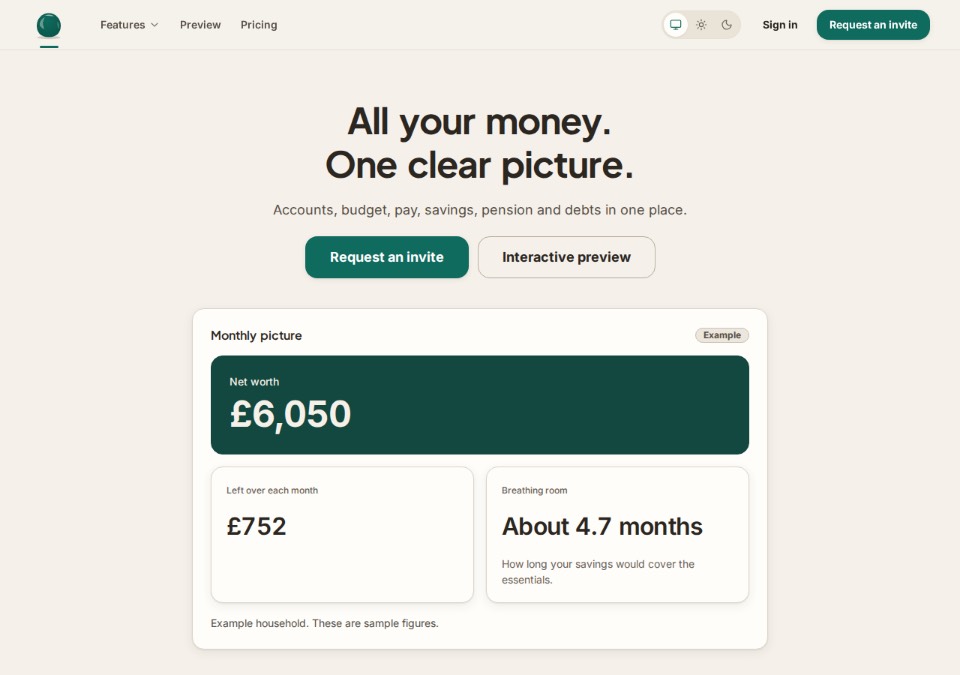 Features
Preview
Pricing
Sign in
Request an invite
All your money.
One clear picture.
Accounts, budget, pay, savings, pension and debts in one place.
Request an invite
Interactive preview
Monthly picture
Example
Net worth
£6,050
Left over each month
£752
Breathing room
About 4.7 months
How long your savings would cover the
essentials.
Example household. These are sample figures.